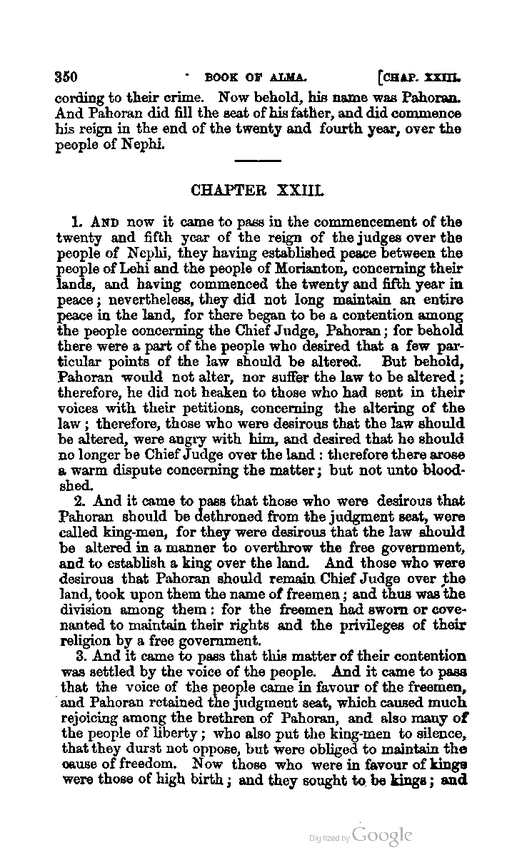 350 BOOK OF ALMA. [CHAP. XXIII.
cording to their crime. Now behold, his name was Pahoran.
And Pahoran did fill the seat of his father, and did commence
his reign in the end of the twenty and fourth year, over the
people of Nephi.
CHAPTER XXIII.
1. AND now it came to pass in the commencement of the
twenty and fifth year of the reign of the judges over the
people of Nephi, they having established peace between the
people of Lehi and the people of Morianton, concerning their
lands, and having commenced the twenty and fifth year in
peace; nevertheless, they did not long maintain an entire
peace in the land, for there began to be a contention among
the people concerning the Chief Judge, Pahoran; for behold
there were a part of the people who desired that a few par-
ticular points of the law should be altered. But behold,
Pahoran would not alter, nor suffer the law to be altered;
therefore, he did not heaken to those who had sent in their
voices with their petitions, concerning the altering of the
law; therefore, those who were desirous that the law should
be altered, were angry with him, and desired that he should
no longer be Chief Judge over the land: therefore there arose
a warm dispute concerning the matter; but not unto blood-
shed.
2. And it came to pass that those who were desirous that
Pahoran should be dethroned from the judgment seat, were
called king-men, for they were desirous that the law should
be altered in a manner to overthrow the free government,
and to establish a king over the land. And those who were
desirous that Pahoran should remain Chief Judge over the
land, took upon them the name of freemen; and thus was the
division among them: for the freemen had sworn or cove-
nanted to maintain their rights and the privileges of their
religion by a free government.
3. And it came to pass that this matter of their contention
was settled by the voice of the people. And it came to pass
that the voice of the people came in favour of the freemen,
and Pahoran retained the judgment seat, which caused much
rejoicing among the brethren of Pahoran, and also many of
the people of liberty; who also put the king-men to silence,
that they durst not oppose, but were obliged to maintain the
cause of freedom. Now those who were in favour of kings
were those of high birth; and they sought to be kings; and
Digitized by Google